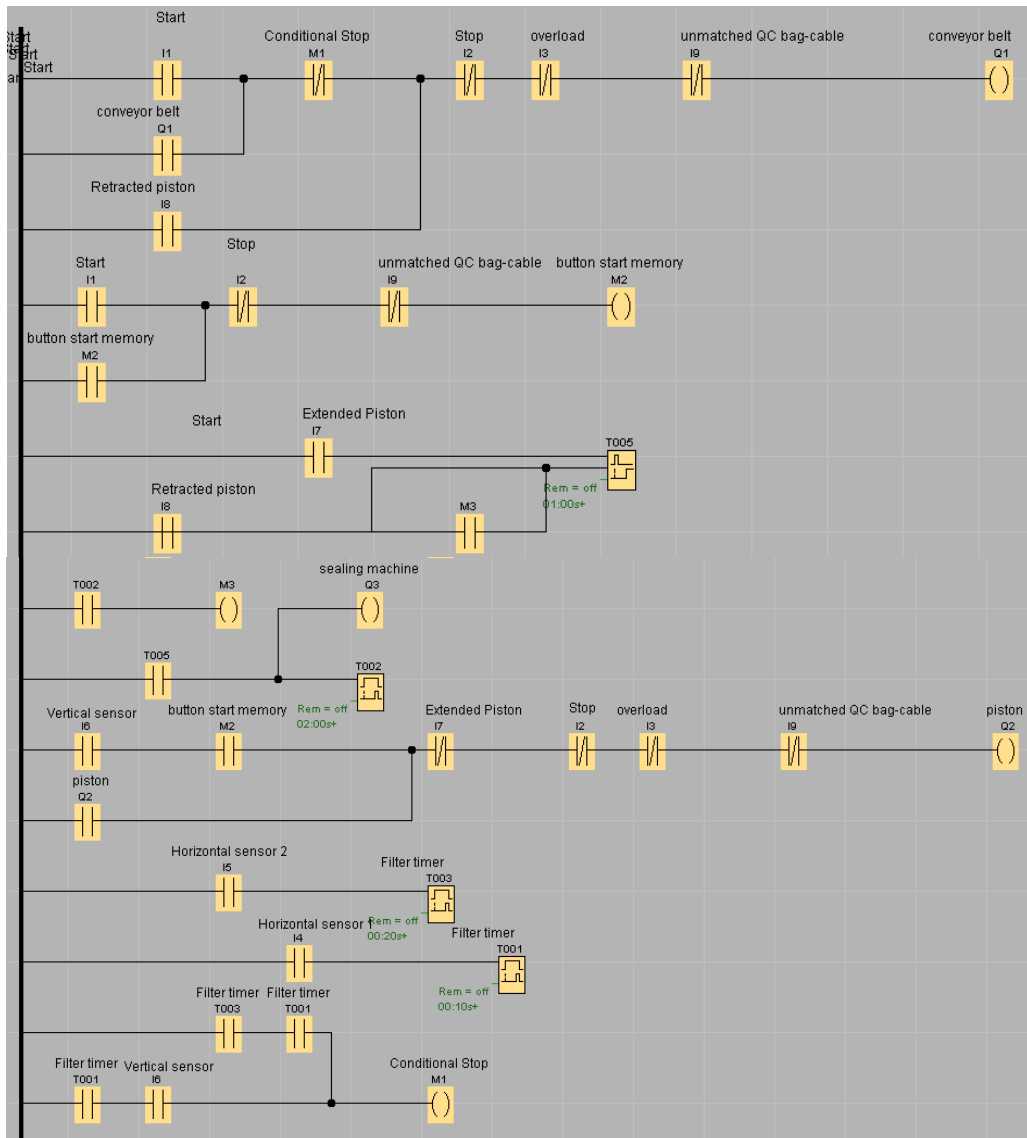 Start
Start
Start
Start
Start
I1
Conditional Stop
M1
Stop
I2
overload
I3
unmatched QC bag-cable
I9
conveyor belt
Q1
conveyor belt
Q1
Retracted piston
I8
Start
I1
Stop
I2
unmatched QC bag-cable
I9
button start memory
M2
button start memory
M2
Start
Extended Piston
I7
T005
Rem = off
01:00s+
Retracted piston
I8
M3
T002
M3
sealing machine
Q3
T005
T002
Rem = off
02:00s+
Vertical sensor
I6
button start memory
M2
Extended Piston
I7
Stop
I2
overload
I3
unmatched QC bag-cable
I9
piston
Q2
piston
Q2
Horizontal sensor 2
I5
Filter timer
T003
Rem = off
00:20s+
Horizontal sensor 1
I4
Filter timer
T001
Rem = off
00:10s+
Filter timer
T003
Filter timer
T001
Filter timer
T001
Vertical sensor
I6
Conditional Stop
M1